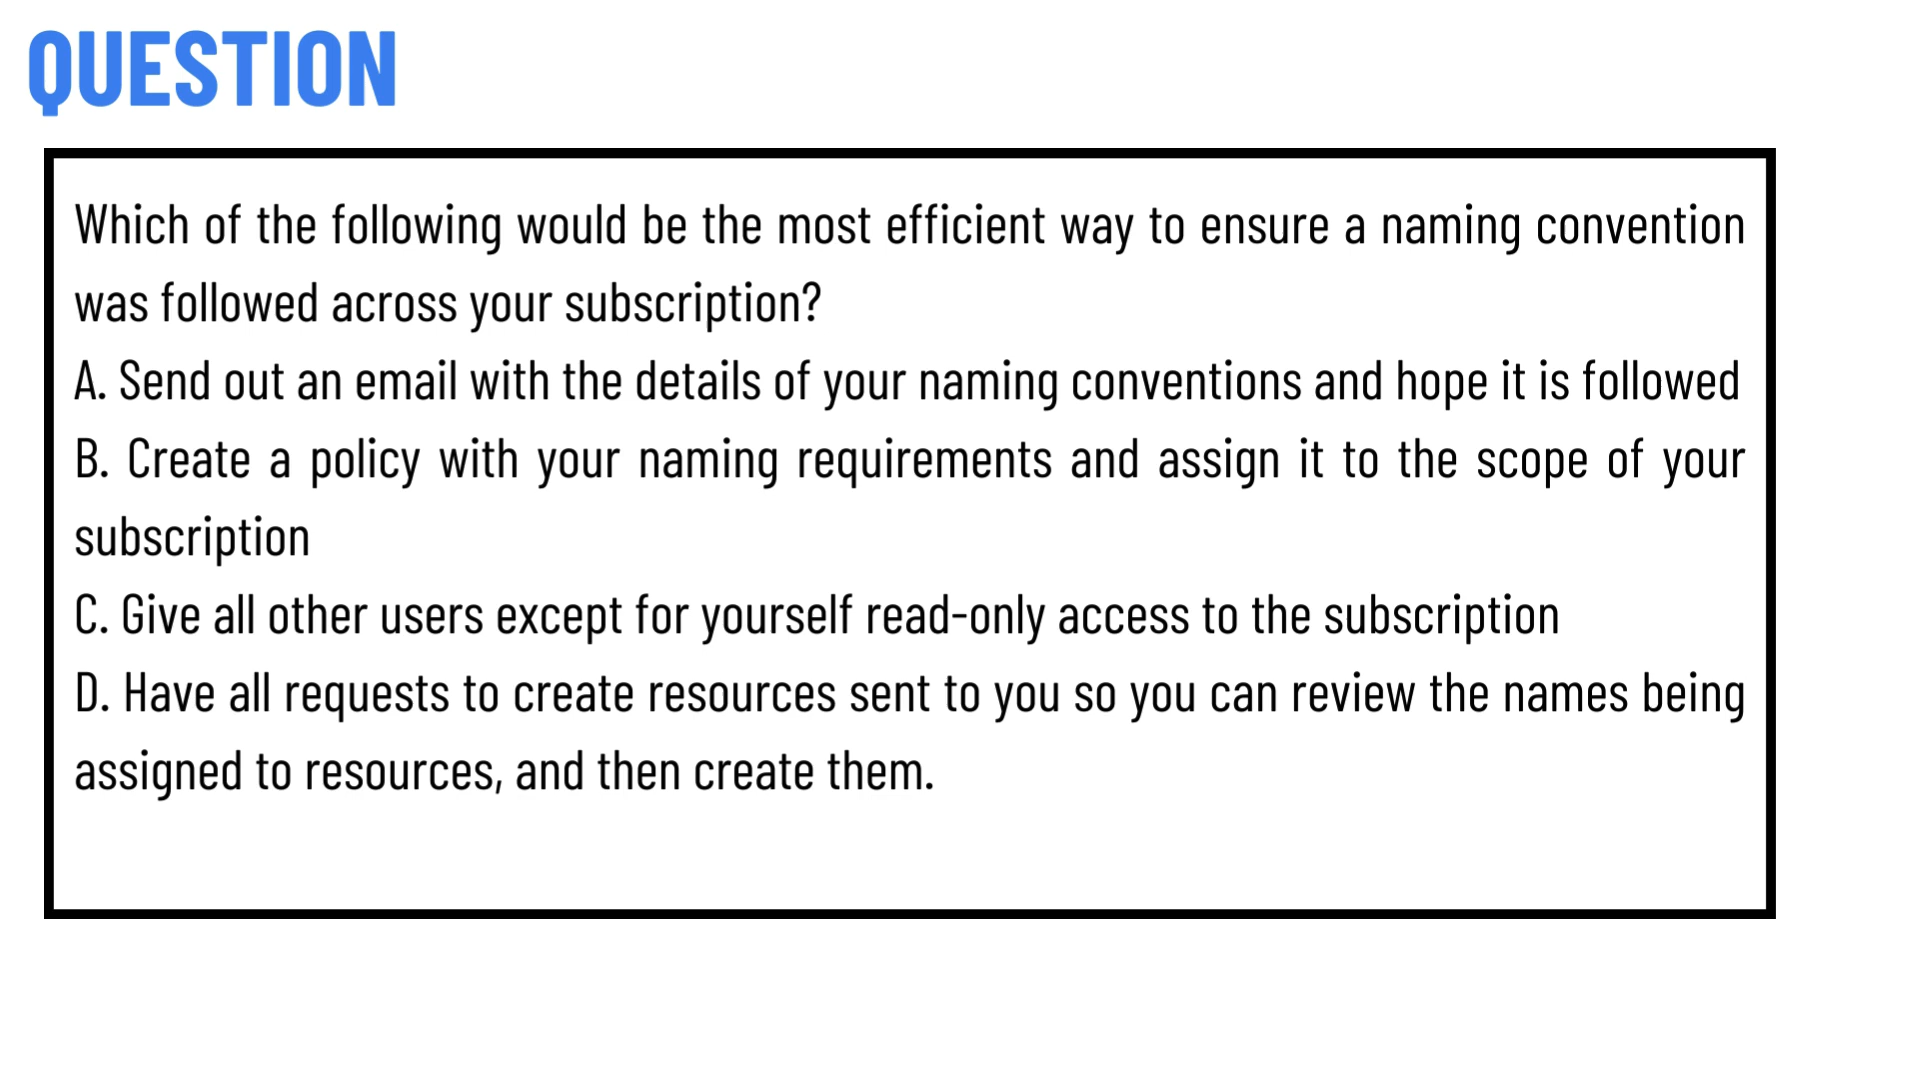 QUESTION
Which of the following would be the most efficient way to ensure a naming convention
was followed across your subscription?
A. Send out an email with the details of your naming conventions and hope it is followed
B. Create a policy with your naming requirements and assign it to the scope of your
subscription
C. Give all other users except for yourself read-only access to the subscription
D. Have all requests to create resources sent to you so you can review the names being
assigned to resources, and then create them.